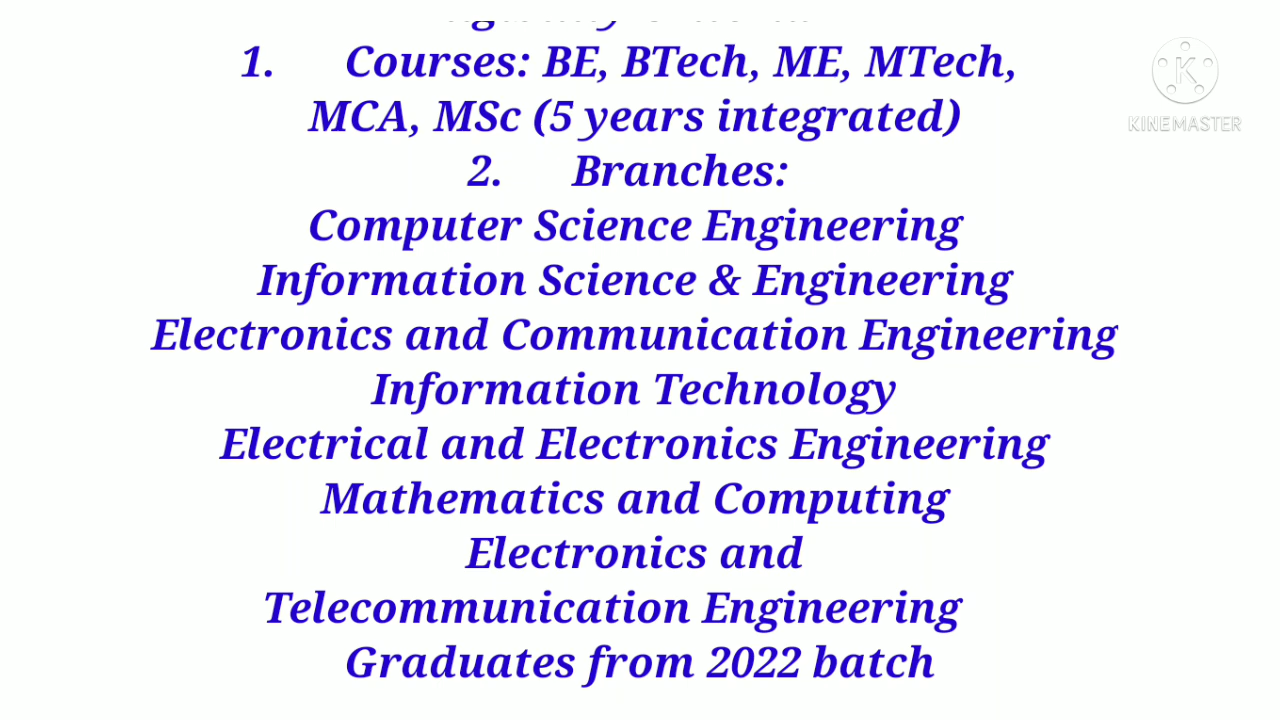 1. Courses: BE, BTech, ME, MTech,
MCA, MSc (5 years integrated)
2. Branches:
Computer Science Engineering
Information Science & Engineering
Electronics and Communication Engineering
Information Technology
Electrical and Electronics Engineering
Mathematics and Computing
Electronics and
Telecommunication Engineering
Graduates from 2022 batch
K
KINEMASTER